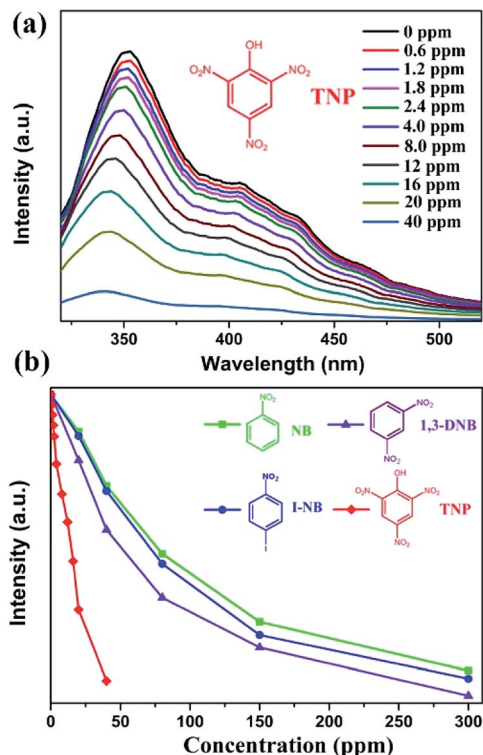 (a)
OH
O₂N
NO₂
NO₂
TNP
0 ppm
0.6 ppm
1.2 ppm
1.8 ppm
2.4 ppm
4.0 ppm
8.0 ppm
12 ppm
16 ppm
20 ppm
40 ppm
Intensity (a.u.)
350 400 450 500
Wavelength (nm)
(b)
NO₂
NB
NO₂
NO₂
1,3-DNB
NO₂
I
I-NB
OH
O₂N
NO₂
NO₂
TNP
Intensity (a.u.)
0 50 100 150 200 250 300
Concentration (ppm)